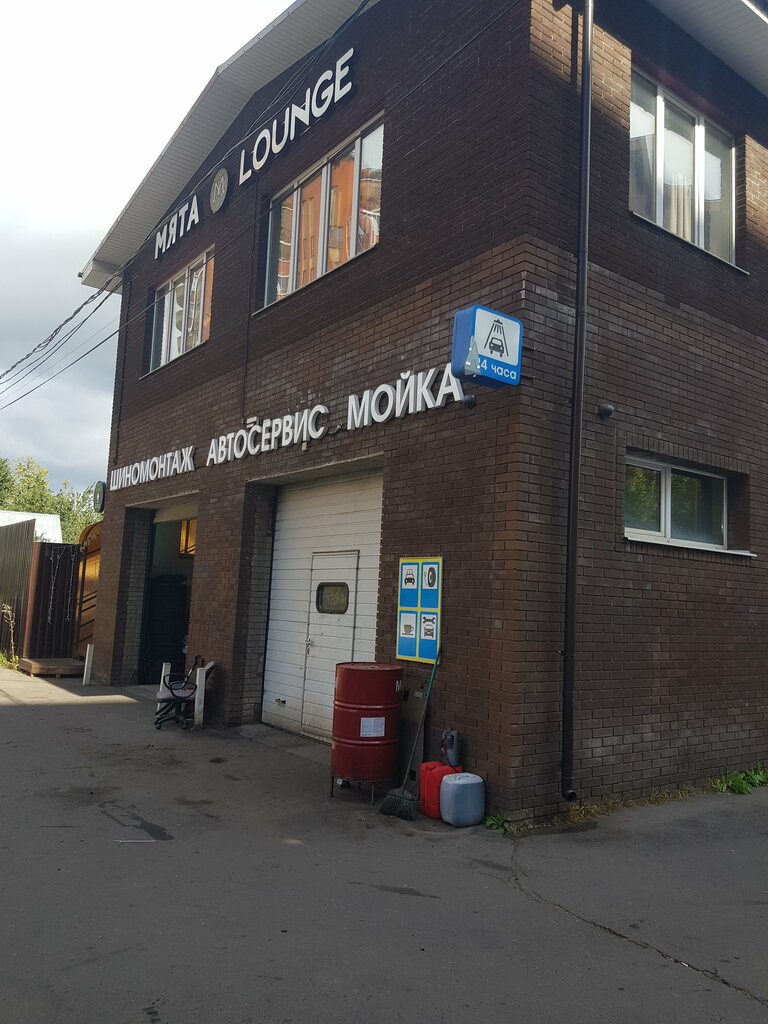 МЯТА LOUNGE
24 часа
ШИНОМОНТАЖ АВТОСЕРВИС МОЙКА